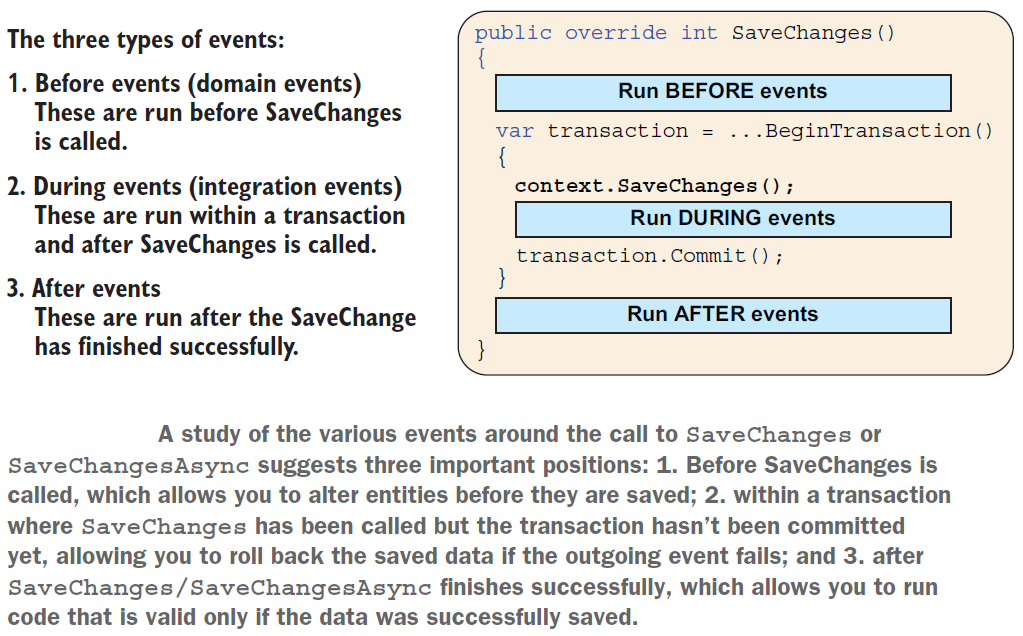 The three types of events:
1. Before events (domain events)
These are run before SaveChanges
is called.
2. During events (integration events)
These are run within a transaction
and after SaveChanges is called.
3. After events
These are run after the SaveChange
has finished successfully.
public override int SaveChanges()
{
Run BEFORE events
var transaction = ...BeginTransaction()
{
context.SaveChanges();
Run DURING events
transaction.Commit();
}
Run AFTER events
}
A study of the various events around the call to SaveChanges or
SaveChangesAsync suggests three important positions: 1. Before SaveChanges is
called, which allows you to alter entities before they are saved; 2. within a transaction
where SaveChanges has been called but the transaction hasn’t been committed
yet, allowing you to roll back the saved data if the outgoing event fails; and 3. after
SaveChanges/SaveChangesAsync finishes successfully, which allows you to run
code that is valid only if the data was successfully saved.